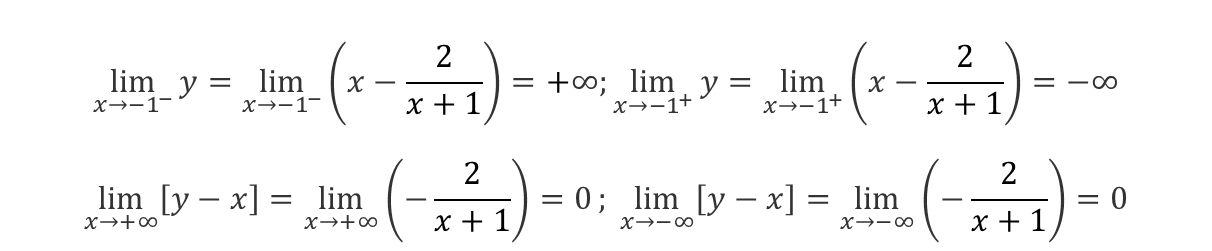 lim_{x→−1⁻} y = lim_{x→−1⁻} (x − 2/(x + 1)) = +∞; lim_{x→−1⁺} y = lim_{x→−1⁺} (x − 2/(x + 1)) = −∞
lim_{x→+∞} [y − x] = lim_{x→+∞} (− 2/(x + 1)) = 0 ; lim_{x→−∞} [y − x] = lim_{x→−∞} (− 2/(x + 1)) = 0